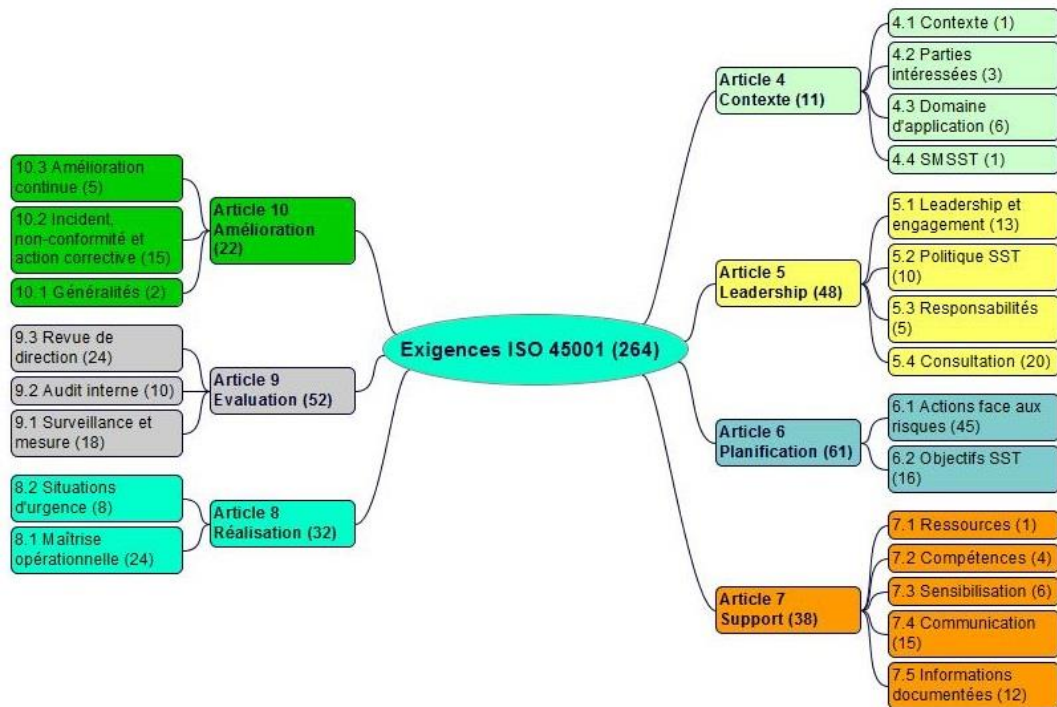 Exigences ISO 45001 (264)
Article 4
Contexte (11)
4.1 Contexte (1)
4.2 Parties
intéressées (3)
4.3 Domaine
d'application (6)
4.4 SMSST (1)
Article 5
Leadership (48)
5.1 Leadership et
engagement (13)
5.2 Politique SST
(10)
5.3 Responsabilités
(5)
5.4 Consultation (20)
Article 6
Planification (61)
6.1 Actions face aux
risques (45)
6.2 Objectifs SST
(16)
Article 7
Support (38)
7.1 Ressources (1)
7.2 Compétences (4)
7.3 Sensibilisation (6)
7.4 Communication
(15)
7.5 Informations
documentées (12)
Article 8
Réalisation (32)
8.2 Situations
d'urgence (8)
8.1 Maîtrise
opérationnelle (24)
Article 9
Evaluation (52)
9.3 Revue de
direction (24)
9.2 Audit interne (10)
9.1 Surveillance et
mesure (18)
Article 10
Amélioration
(22)
10.3 Amélioration
continue (5)
10.2 Incident,
non-conformité et
action corrective (15)
10.1 Généralités (2)